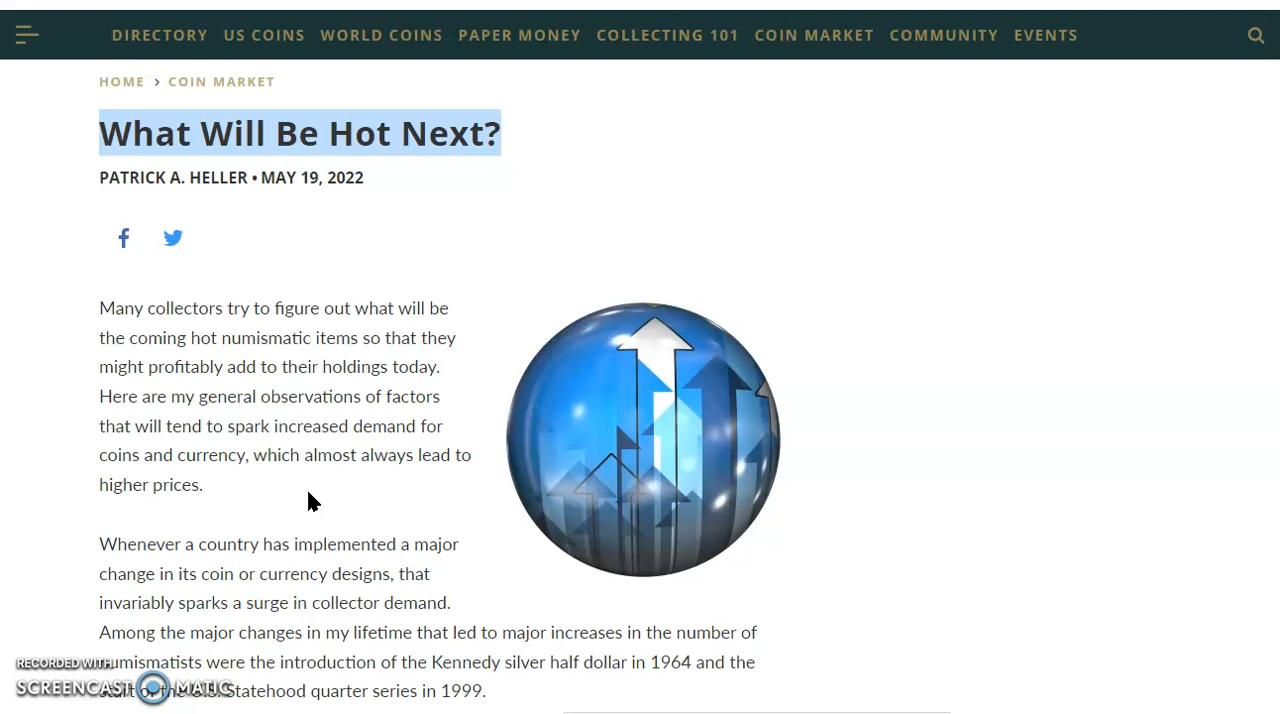 DIRECTORY US COINS WORLD COINS PAPER MONEY COLLECTING 101 COIN MARKET COMMUNITY EVENTS
HOME > COIN MARKET
What Will Be Hot Next?
PATRICK A. HELLER • MAY 19, 2022
Many collectors try to figure out what will be
the coming hot numismatic items so that they
might profitably add to their holdings today.
Here are my general observations of factors
that will tend to spark increased demand for
coins and currency, which almost always lead to
higher prices.
Whenever a country has implemented a major
change in its coin or currency designs, that
invariably sparks a surge in collector demand.
Among the major changes in my lifetime that led to major increases in the number of
numismatists were the introduction of the Kennedy silver half dollar in 1964 and the
start of the U.S. Statehood quarter series in 1999.
RECORDED WITH
SCREENCAST MATIC